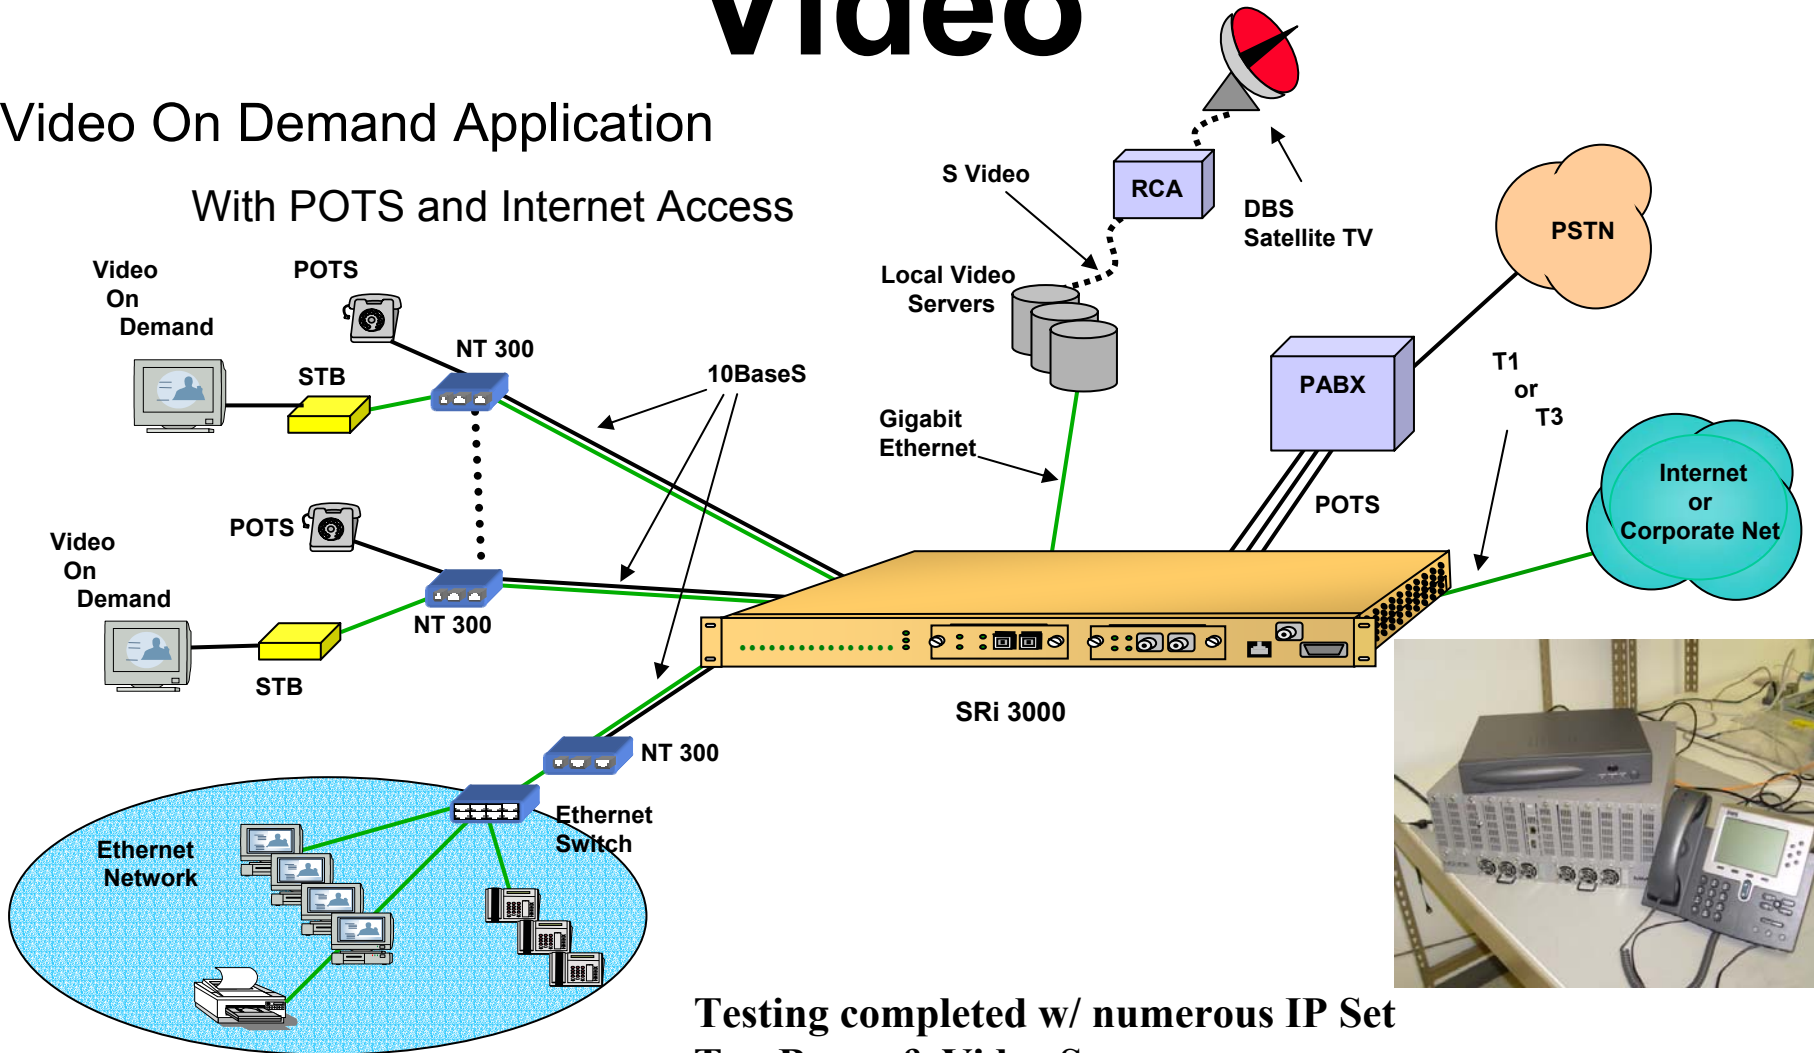 Video
Video On Demand Application
With POTS and Internet Access
S Video
RCA
DBS
Satellite TV
PSTN
Video
On
Demand
POTS
Local Video
Servers
NT 300
STB
10BaseS
PABX
T1
or
T3
Gigabit
Ethernet
Internet
or
Corporate Net
POTS
POTS
Video
On
Demand
NT 300
STB
SRi 3000
NT 300
Ethernet
Switch
Ethernet
Network
Testing completed w/ numerous IP Set